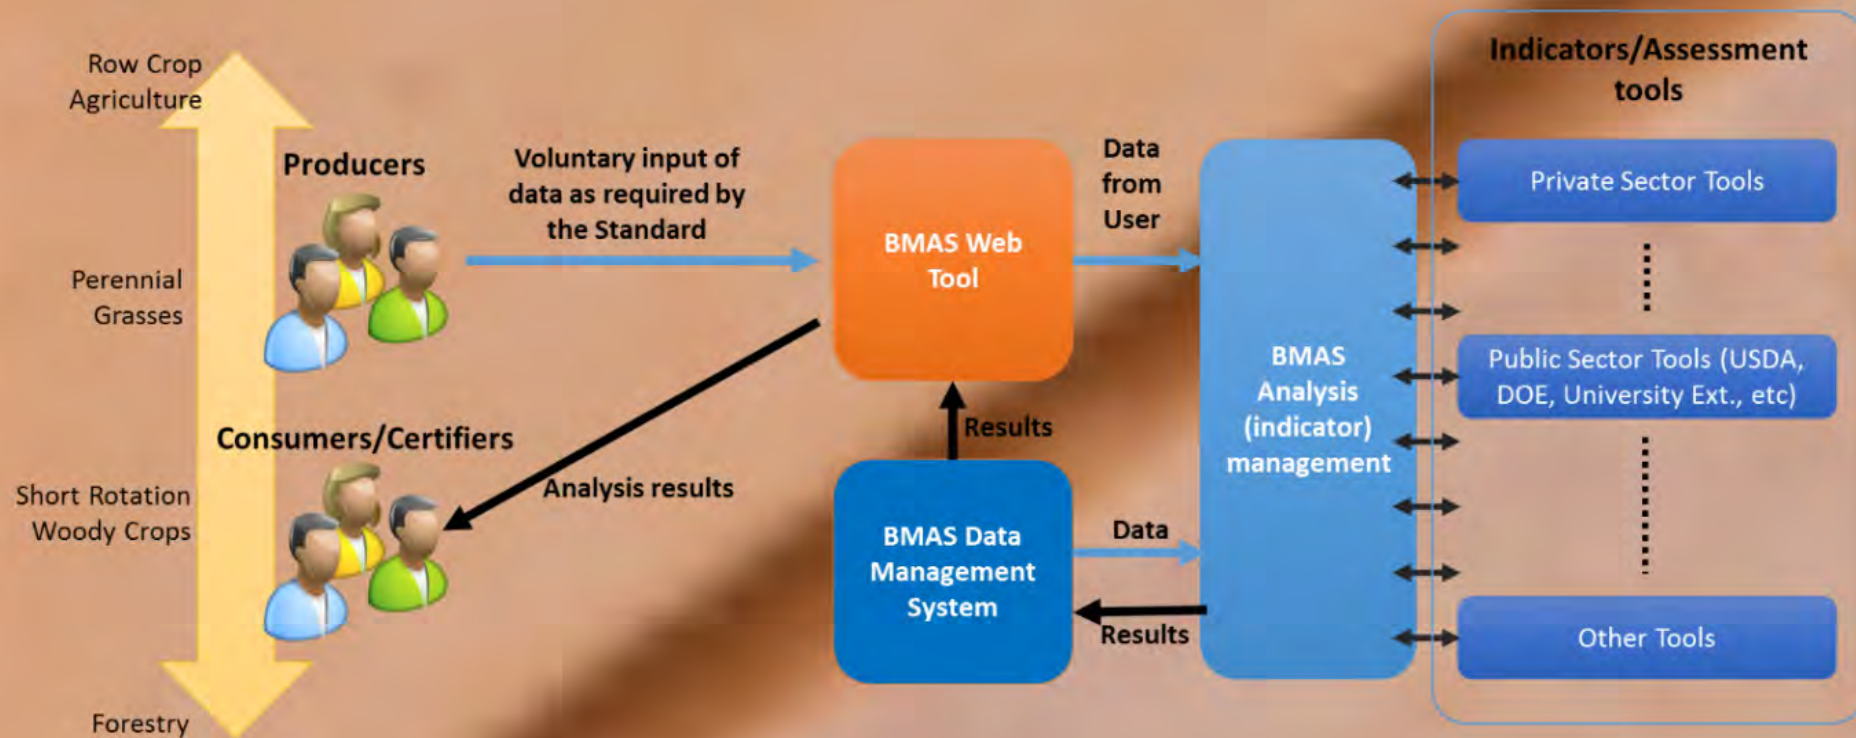 Row Crop
Agriculture
Perennial
Grasses
Short Rotation
Woody Crops
Forestry
Producers
Consumers/Certifiers
Voluntary input of
data as required by
the Standard
Analysis results
BMAS Web
Tool
Results
BMAS Data
Management
System
Data
from
User
Data
Results
BMAS
Analysis
(indicator)
management
Indicators/Assessment
tools
Private Sector Tools
Public Sector Tools (USDA,
DOE, University Ext., etc)
Other Tools